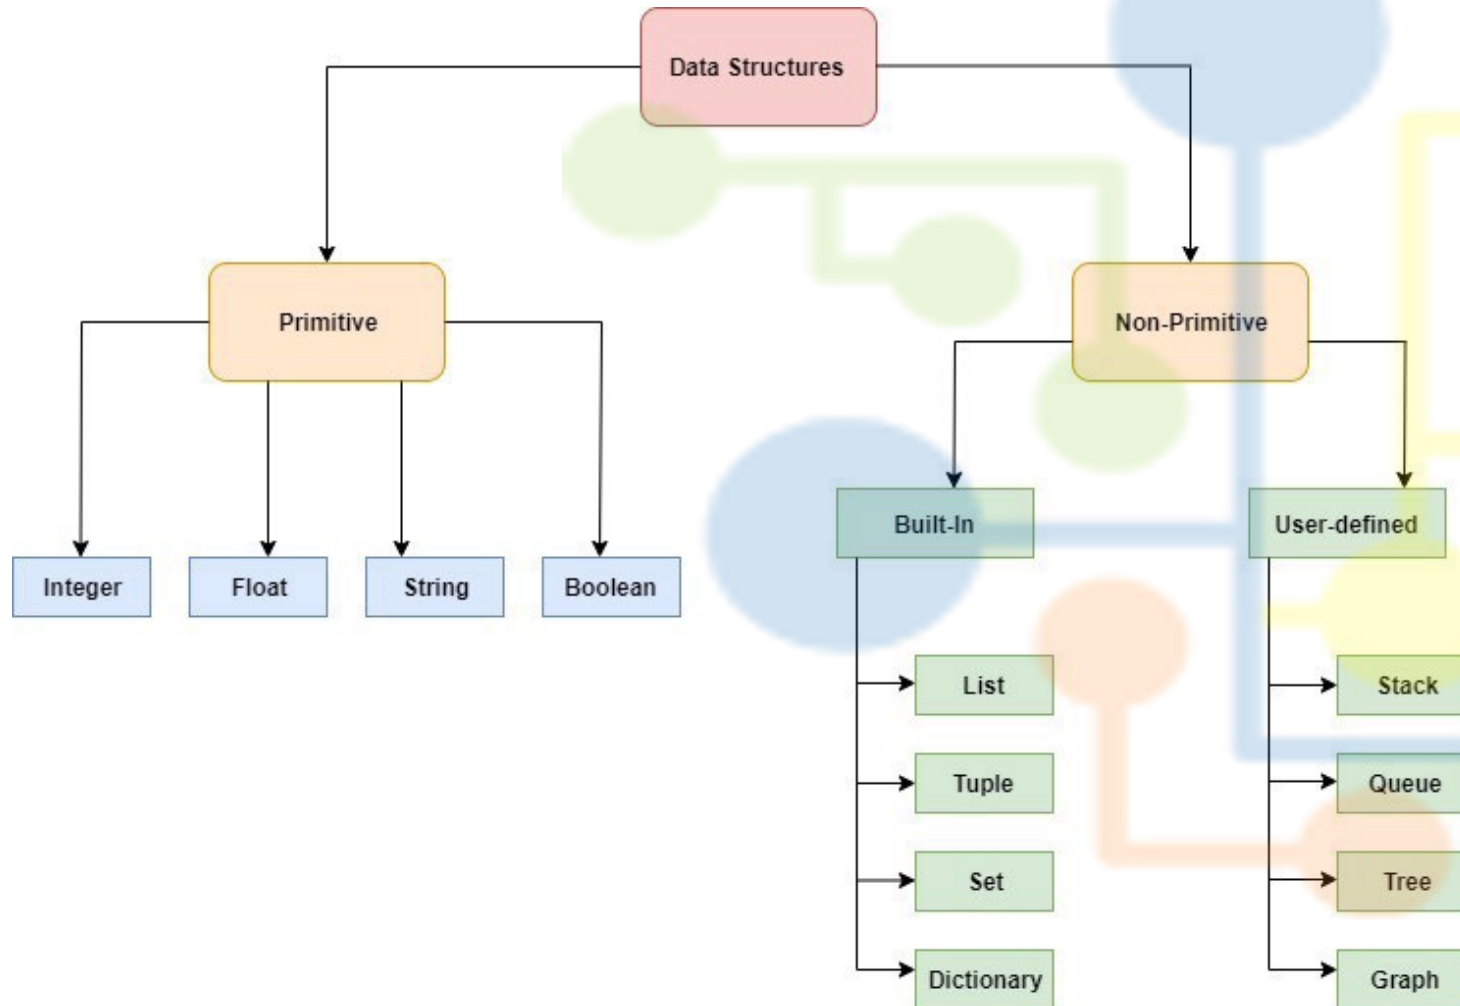 Data Structures
Primitive
Non-Primitive
Built-In
User-defined
Integer
Float
String
Boolean
List
Stack
Tuple
Queue
Set
Tree
Dictionary
Graph